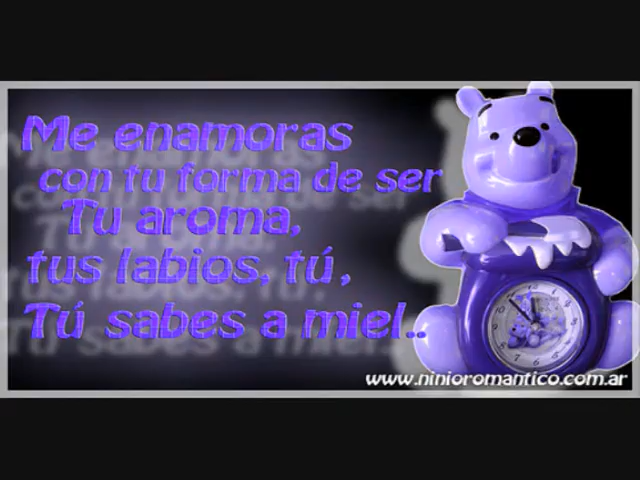 Me enamoras
con tu forma de ser
Tu aroma,
tus labios, tú,
Tú sabes a miel...
www.ninioromantico.com.ar